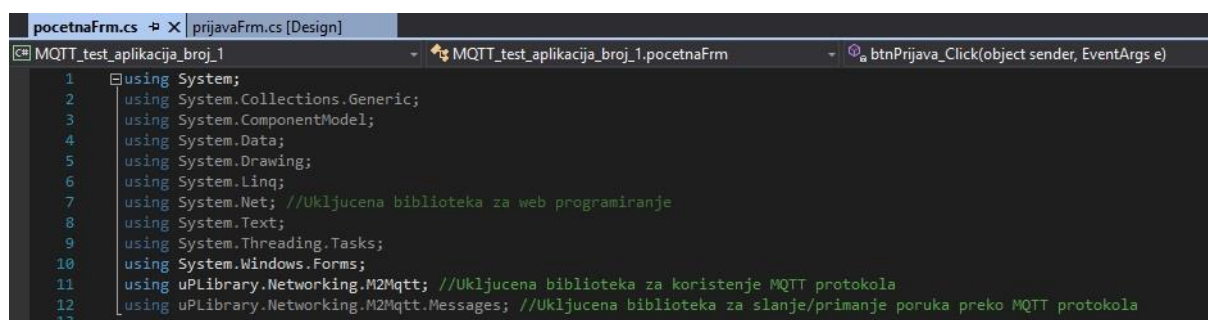 pocetnaFrm.cs prijavaFrm.cs [Design]
C# MQTT_test_aplikacija_broj_1 MQTT_test_aplikacija_broj_1.pocetnaFrm btnPrijava_Click(object sender, EventArgs e)
1 using System;
2 using System.Collections.Generic;
3 using System.ComponentModel;
4 using System.Data;
5 using System.Drawing;
6 using System.Linq;
7 using System.Net; //Ukljucena biblioteka za web programiranje
8 using System.Text;
9 using System.Threading.Tasks;
10 using System.Windows.Forms;
11 using uPLibrary.Networking.M2Mqtt; //Ukljucena biblioteka za koristenje MQTT protokola
12 using uPLibrary.Networking.M2Mqtt.Messages; //Ukljucena biblioteka za slanje/primanje poruka preko MQTT protokola
13